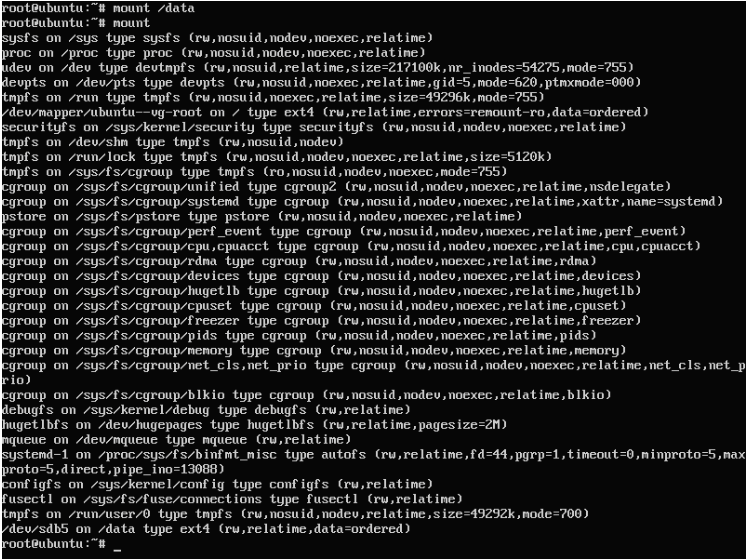 root@ubuntu:~# mount /data
root@ubuntu:~# mount
sysfs on /sys type sysfs (rw,nosuid,nodev,noexec,relatime)
proc on /proc type proc (rw,nosuid,nodev,noexec,relatime)
udev on /dev type devtmpfs (rw,nosuid,relatime,size=217100k,nr_inodes=54275,mode=755)
devpts on /dev/pts type devpts (rw,nosuid,noexec,relatime,gid=5,mode=620,ptmxmode=000)
tmpfs on /run type tmpfs (rw,nosuid,noexec,relatime,size=49296k,mode=755)
/dev/mapper/ubuntu--vg-root on / type ext4 (rw,relatime,errors=remount-ro,data=ordered)
securityfs on /sys/kernel/security type securityfs (rw,nosuid,nodev,noexec,relatime)
tmpfs on /dev/shm type tmpfs (rw,nosuid,nodev)
tmpfs on /run/lock type tmpfs (rw,nosuid,nodev,noexec,relatime,size=5120k)
tmpfs on /sys/fs/cgroup type tmpfs (ro,nosuid,nodev,noexec,mode=755)
cgroup on /sys/fs/cgroup/unified type cgroup2 (rw,nosuid,nodev,noexec,relatime,nsdelegate)
cgroup on /sys/fs/cgroup/systemd type cgroup (rw,nosuid,nodev,noexec,relatime,xattr,name=systemd)
pstore on /sys/fs/pstore type pstore (rw,nosuid,nodev,noexec,relatime)
cgroup on /sys/fs/cgroup/perf_event type cgroup (rw,nosuid,nodev,noexec,relatime,perf_event)
cgroup on /sys/fs/cgroup/cpu,cpuacct type cgroup (rw,nosuid,nodev,noexec,relatime,cpu,cpuacct)
cgroup on /sys/fs/cgroup/rdma type cgroup (rw,nosuid,nodev,noexec,relatime,rdma)
cgroup on /sys/fs/cgroup/devices type cgroup (rw,nosuid,nodev,noexec,relatime,devices)
cgroup on /sys/fs/cgroup/hugetlb type cgroup (rw,nosuid,nodev,noexec,relatime,hugetlb)
cgroup on /sys/fs/cgroup/cpuset type cgroup (rw,nosuid,nodev,noexec,relatime,cpuset)
cgroup on /sys/fs/cgroup/freezer type cgroup (rw,nosuid,nodev,noexec,relatime,freezer)
cgroup on /sys/fs/cgroup/pids type cgroup (rw,nosuid,nodev,noexec,relatime,pids)
cgroup on /sys/fs/cgroup/memory type cgroup (rw,nosuid,nodev,noexec,relatime,memory)
cgroup on /sys/fs/cgroup/net_cls,net_prio type cgroup (rw,nosuid,nodev,noexec,relatime,net_cls,net_p
rio)
cgroup on /sys/fs/cgroup/blkio type cgroup (rw,nosuid,nodev,noexec,relatime,blkio)
debugfs on /sys/kernel/debug type debugfs (rw,relatime)
hugetlbfs on /dev/hugepages type hugetlbfs (rw,relatime,pagesize=2M)
mqueue on /dev/mqueue type mqueue (rw,relatime)
systemd-1 on /proc/sys/fs/binfmt_misc type autofs (rw,relatime,fd=44,pgrp=1,timeout=0,minproto=5,max
proto=5,direct,pipe_ino=13088)
configfs on /sys/kernel/config type configfs (rw,relatime)
fusectl on /sys/fs/fuse/connections type fusectl (rw,relatime)
tmpfs on /run/user/0 type tmpfs (rw,nosuid,nodev,relatime,size=49292k,mode=700)
/dev/sdb5 on /data type ext4 (rw,relatime,data=ordered)
root@ubuntu:~# _